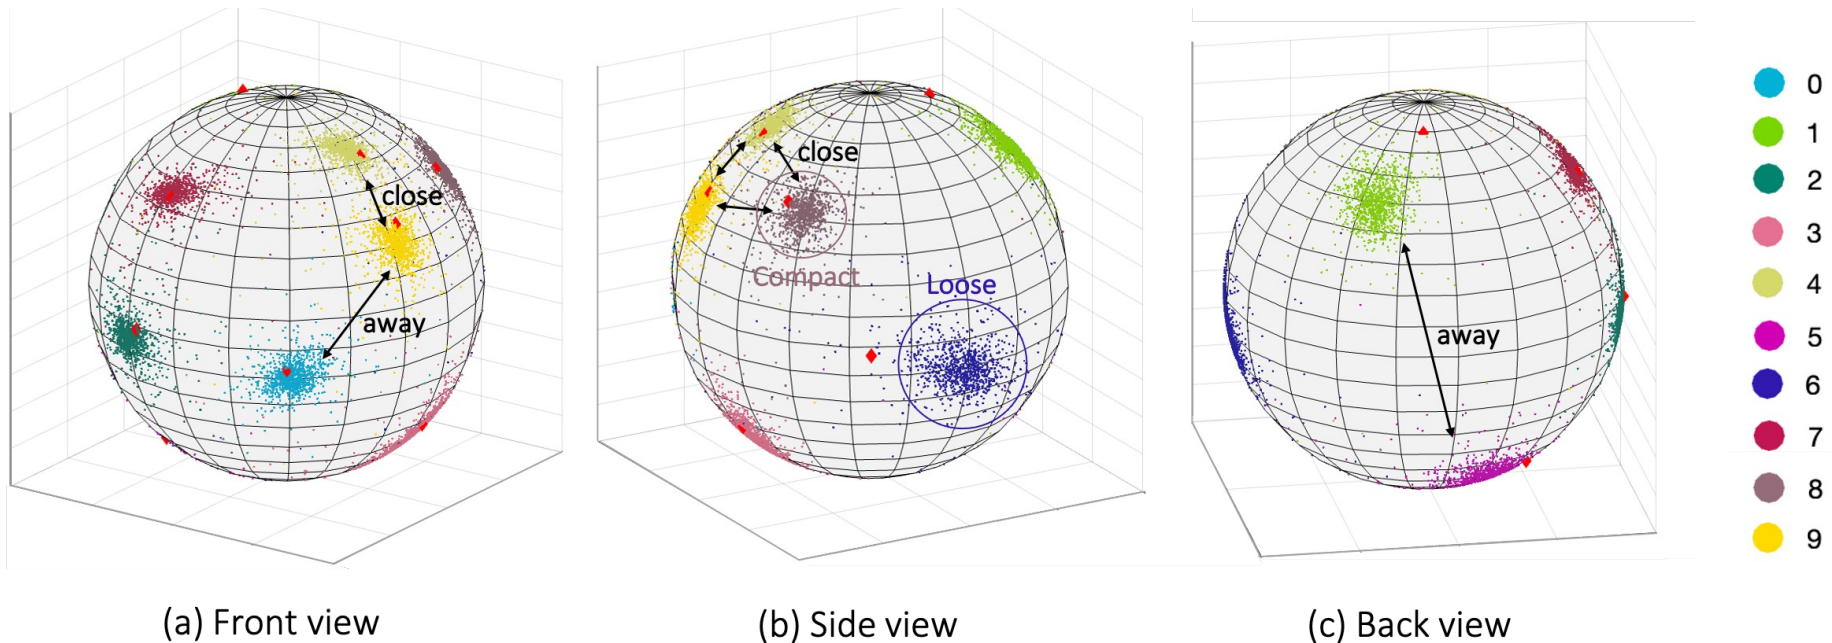 close
away
close
Compact
Loose
away
0
1
2
3
4
5
6
7
8
9
(a) Front view
(b) Side view
(c) Back view